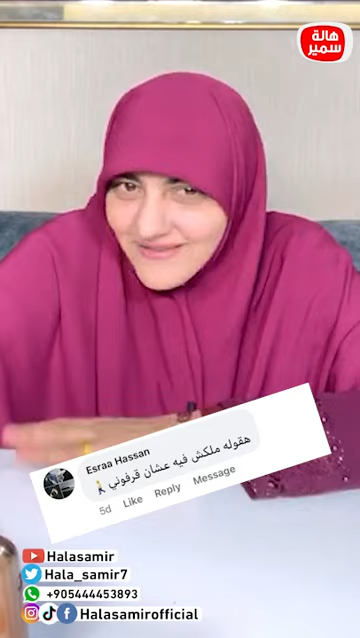 هالة
سمير
Esraa Hassan
هقوله ملكش فيه عشان قرفوني
5d Like Reply Message
Halasamir
Hala_samir7
+905444453893
Halasamirofficial